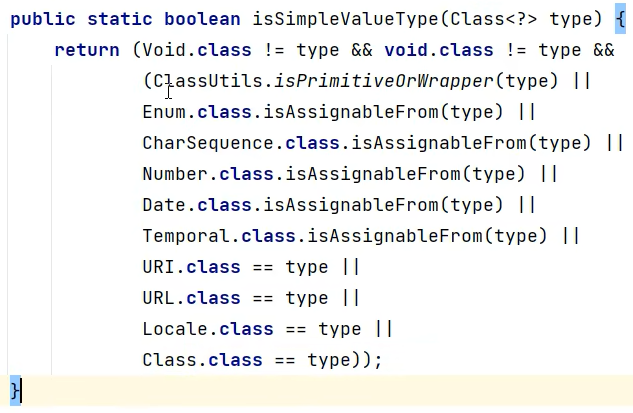 public static boolean isSimpleValueType(Class<?> type) {
    return (Void.class != type && void.class != type &&
            (ClassUtils.isPrimitiveOrWrapper(type) ||
            Enum.class.isAssignableFrom(type) ||
            CharSequence.class.isAssignableFrom(type) ||
            Number.class.isAssignableFrom(type) ||
            Date.class.isAssignableFrom(type) ||
            Temporal.class.isAssignableFrom(type) ||
            URI.class == type ||
            URL.class == type ||
            Locale.class == type ||
            Class.class == type));
}